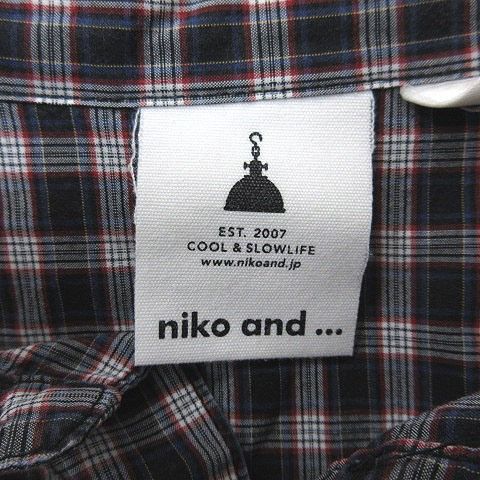 EST. 2007
COOL & SLOWLIFE
www.nikoand.jp
niko and ...